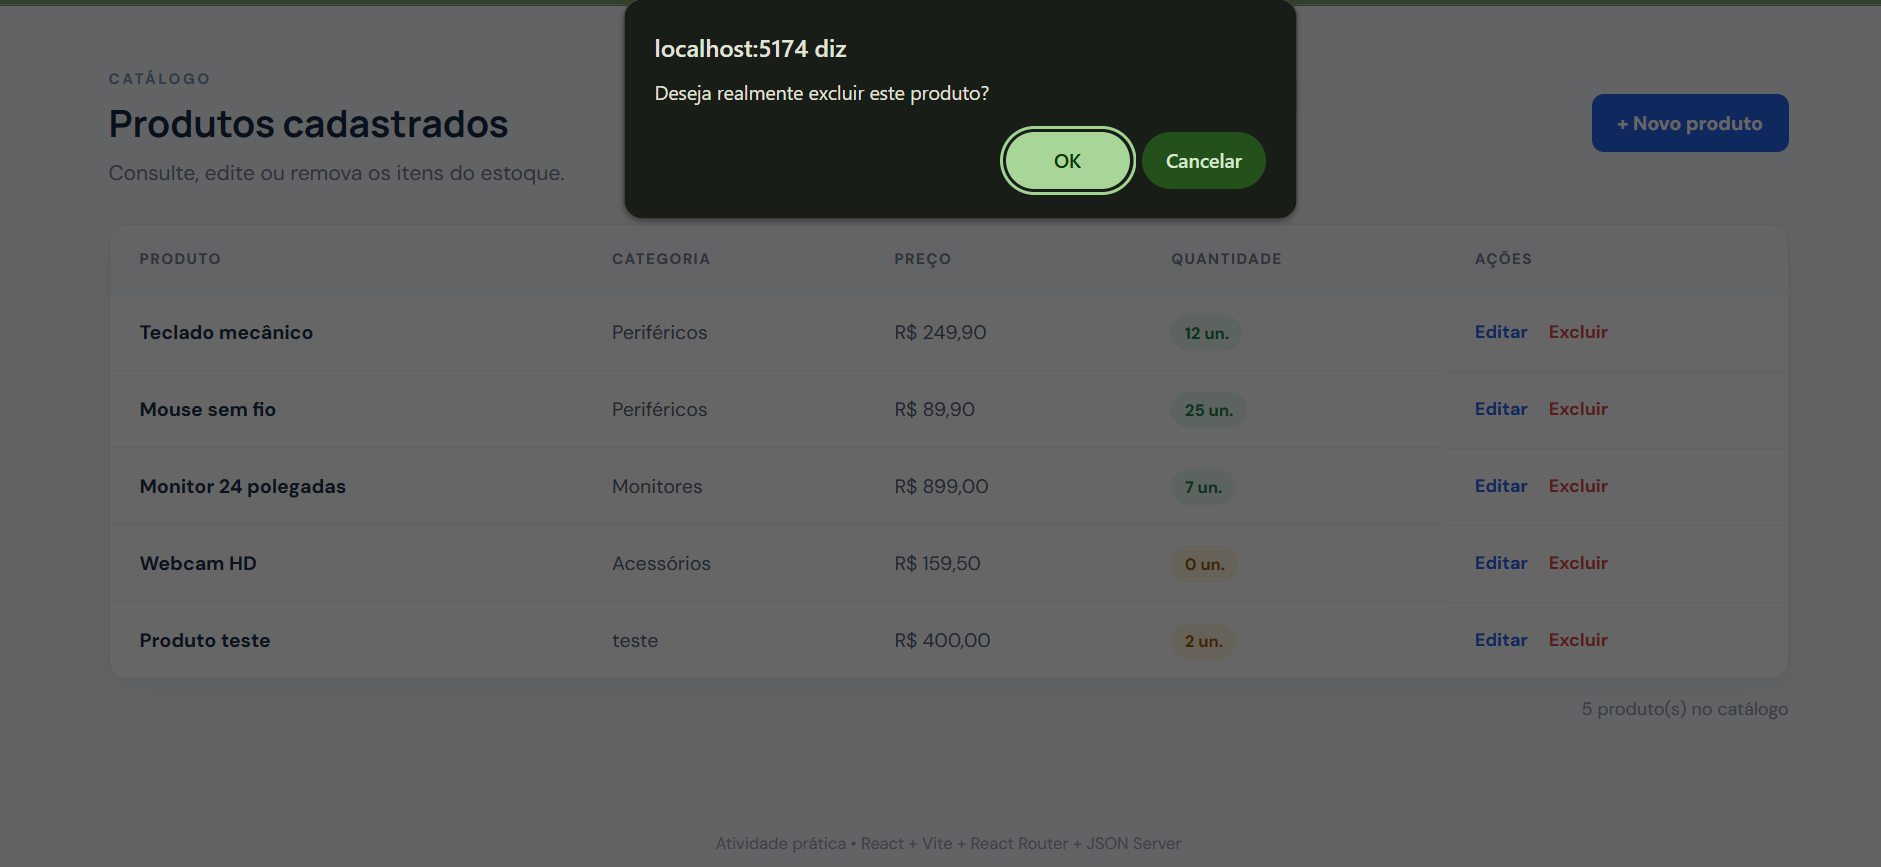 localhost:5174 diz
Deseja realmente excluir este produto?
OK Cancelar
CATÁLOGO
Produtos cadastrados
Consulte, edite ou remova os itens do estoque.
+ Novo produto
PRODUTO CATEGORIA PREÇO QUANTIDADE AÇÕES
Teclado mecânico Periféricos R$ 249,90 12 un. Editar Excluir
Mouse sem fio Periféricos R$ 89,90 25 un. Editar Excluir
Monitor 24 polegadas Monitores R$ 899,00 7 un. Editar Excluir
Webcam HD Acessórios R$ 159,50 0 un. Editar Excluir
Produto teste teste R$ 400,00 2 un. Editar Excluir
5 produto(s) no catálogo
Atividade prática • React + Vite + React Router + JSON Server